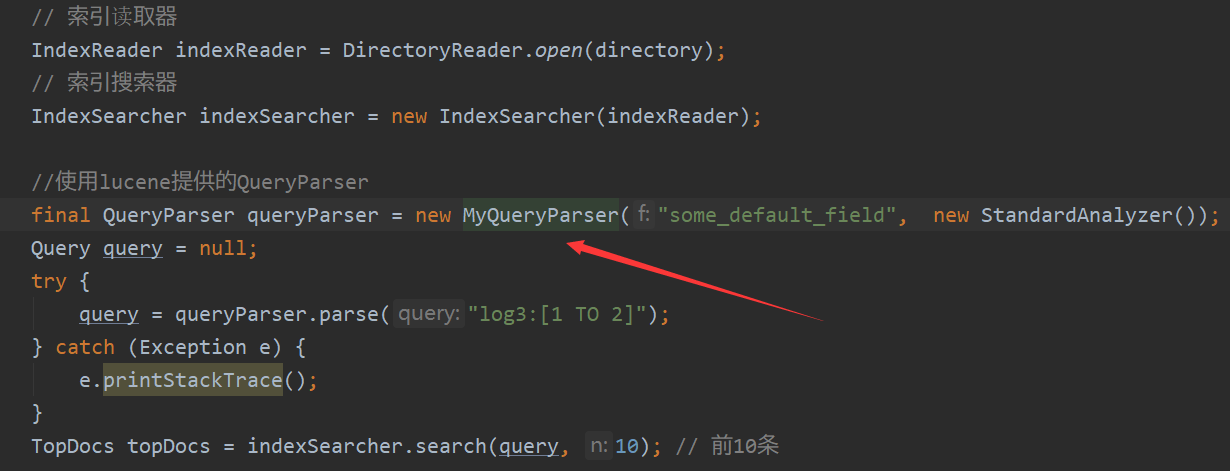 // 索引读取器
IndexReader indexReader = DirectoryReader.open(directory);
// 索引搜索器
IndexSearcher indexSearcher = new IndexSearcher(indexReader);
//使用lucene提供的QueryParser
final QueryParser queryParser = new MyQueryParser( f: "some_default_field",  new StandardAnalyzer());
Query query = null;
try {
    query = queryParser.parse( query: "log3:[1 TO 2]");
} catch (Exception e) {
    e.printStackTrace();
}
TopDocs topDocs = indexSearcher.search(query, n: 10); // 前10条